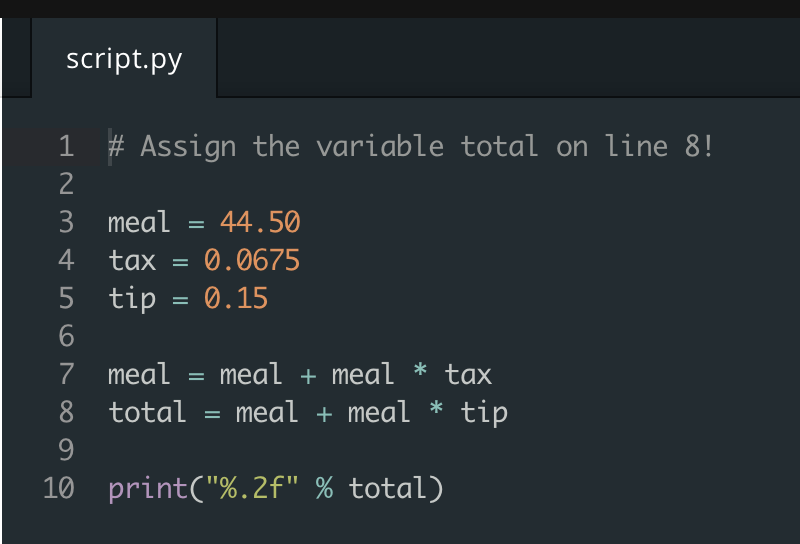 script.py
1 # Assign the variable total on line 8!
2
3 meal = 44.50
4 tax = 0.0675
5 tip = 0.15
6
7 meal = meal + meal * tax
8 total = meal + meal * tip
9
10 print("%.2f" % total)